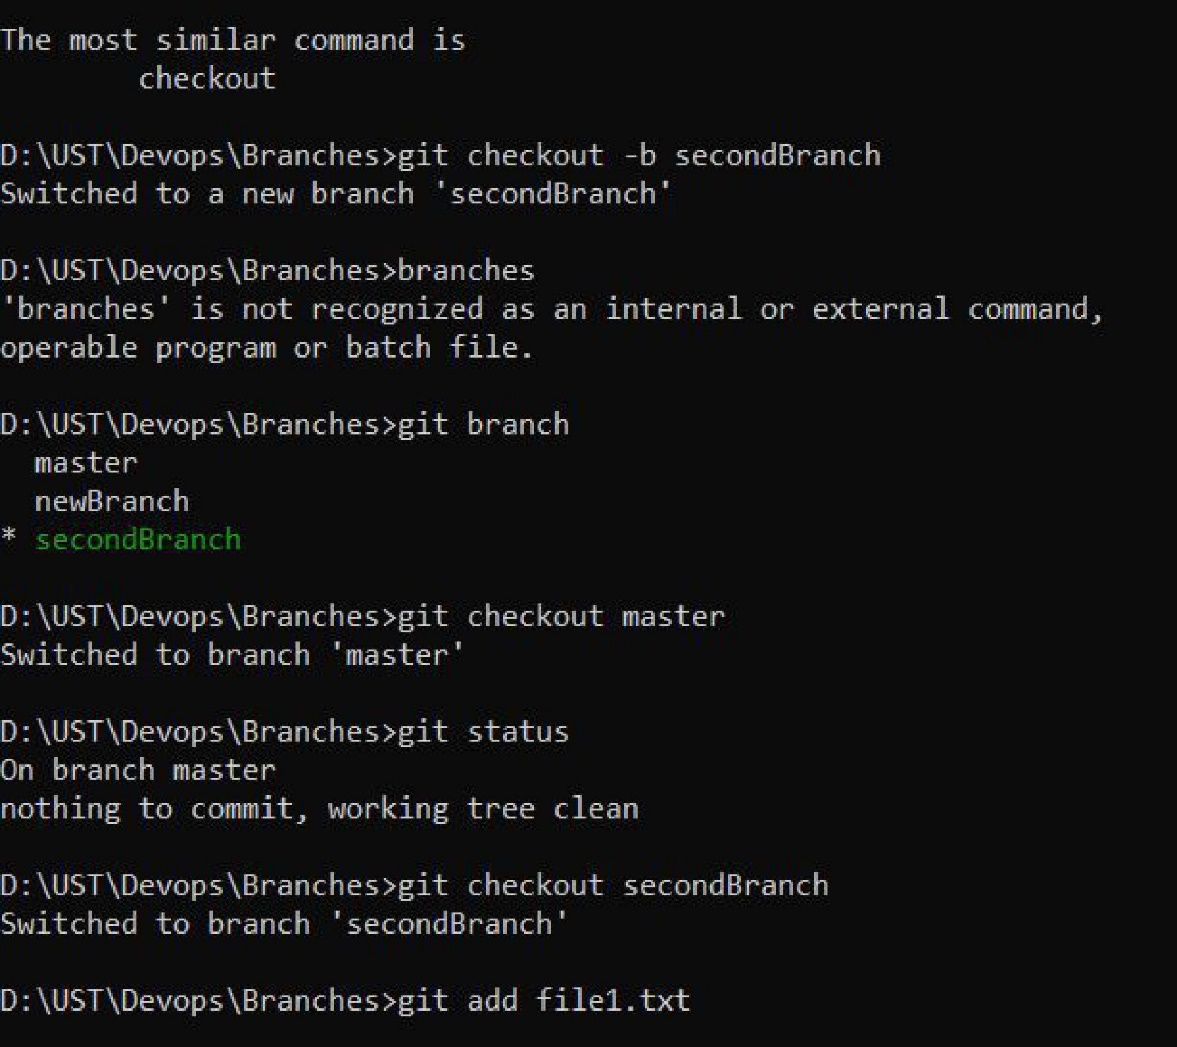 The most similar command is
checkout
D:\UST\Devops\Branches>git checkout -b secondBranch
Switched to a new branch 'secondBranch'
D:\UST\Devops\Branches>branches
'branches' is not recognized as an internal or external command,
operable program or batch file.
D:\UST\Devops\Branches>git branch
master
newBranch
* secondBranch
D:\UST\Devops\Branches>git checkout master
Switched to branch 'master'
D:\UST\Devops\Branches>git status
On branch master
nothing to commit, working tree clean
D:\UST\Devops\Branches>git checkout secondBranch
Switched to branch 'secondBranch'
D:\UST\Devops\Branches>git add file1.txt